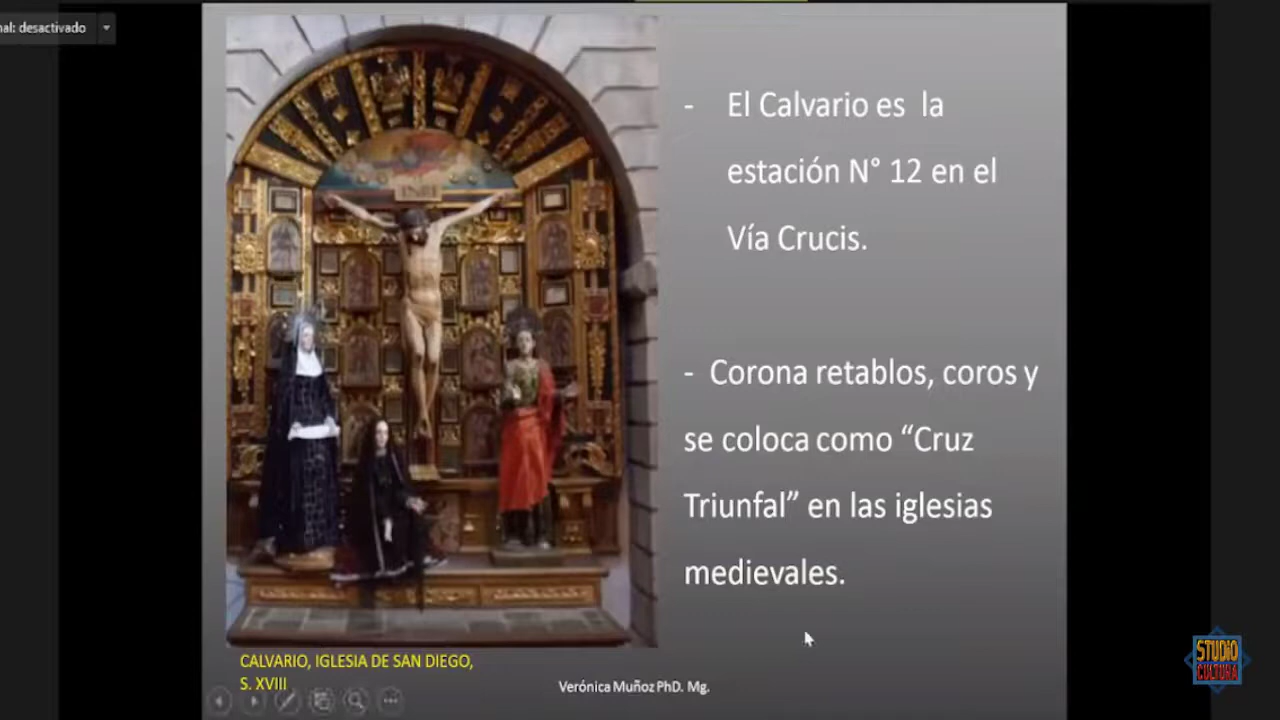 nal: desactivado
- El Calvario es la
estación N° 12 en el
Vía Crucis.
- Corona retablos, coros y
se coloca como “Cruz
Triunfal” en las iglesias
medievales.
INRI
CALVARIO, IGLESIA DE SAN DIEGO,
S. XVIII
Verónica Muñoz PhD. Mg.
STUDIO
CULTURA